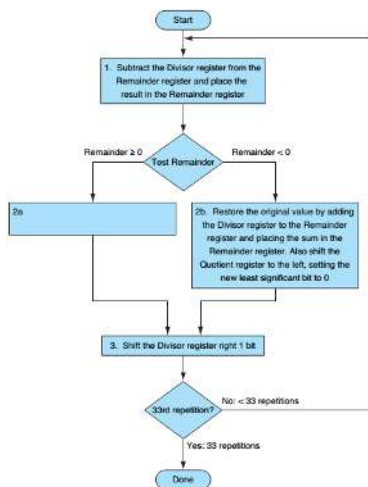 Start
1. Subtract the Divisor register from the
Remainder register and place the
result in the Remainder register
Remainder ≥ 0
Remainder < 0
Test Remainder
2a
2b. Restore the original value by adding
the Divisor register to the Remainder
register and placing the sum in the
Remainder register. Also shift the
Quotient register to the left, setting the
new least significant bit to 0
3. Shift the Divisor register right 1 bit
33rd repetition?
No: < 33 repetitions
Yes: 33 repetitions
Done